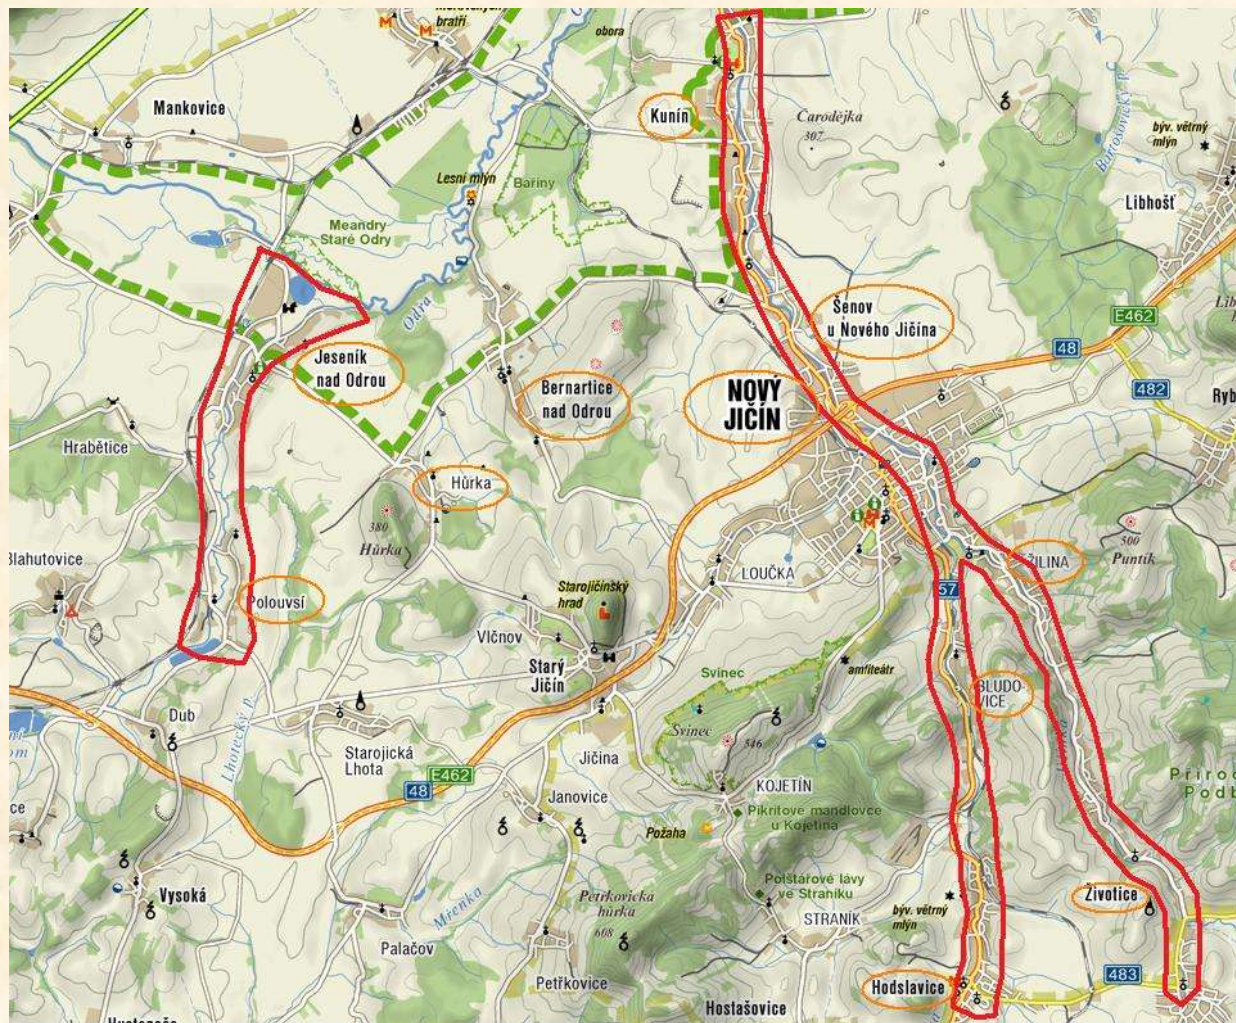 bratří
obora
Mankovice
Kunín
Čarodějka
307
Bartošovický p.
býv. větrný
mlýn
Lesní mlýn
Bařiny
Libhošť
Meandry
Staré Odry
Odra
Šenov
u Nového Jičína
E462
48
Jeseník
nad Odrou
Bernartice
nad Odrou
NOVÝ
JIČÍN
482
Hrabětice
Hůrka
380
Hůrka
500
Puntík
Blahutovice
LOUČKA
ŽILINA
Starojičínský
hrad
57
Polouvsí
Vlčnov
Starý
Jičín
Svinec
amfiteátr
BLUDO-
VICE
Dub
Lhotecký p.
Svinec
546
Starojická
Lhota
Jičina
E462
48
KOJETÍN
Janovice
Pikritové mandlovce
u Kojetína
Požaha
Vysoká
Polštářové lávy
ve Straníku
Životice
Petřkovická
hůrka
608
Mřenka
býv. větrný
mlýn
STRANÍK
Palačov
Petřkovice
Hodslavice
483
Hostašovice